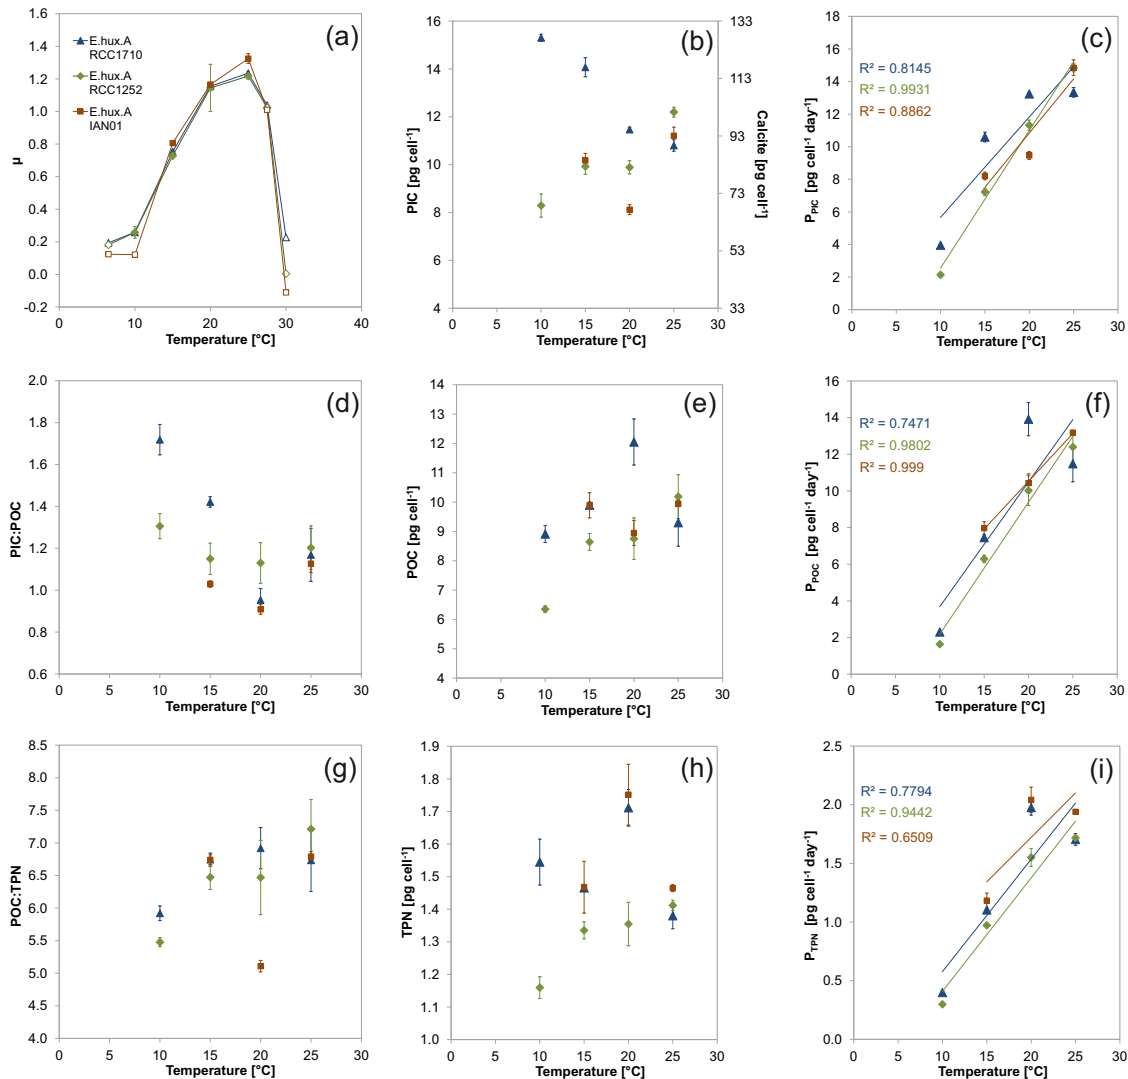 (a)
E.hux.A
RCC1710
E.hux.A
RCC1252
E.hux.A
IAN01
1.6
1.4
1.2
1.0
0.8
0.6
0.4
0.2
0.0
-0.2
µ
0 10 20 30 40
Temperature [°C]
(b)
16
14
12
10
8
6
4
PIC [pg cell-1]
133
113
93
73
53
33
Calcite [pg cell-1]
0 5 10 15 20 25 30
Temperature [°C]
(c)
R² = 0.8145
R² = 0.9931
R² = 0.8862
18
16
14
12
10
8
6
4
2
0
PPIC [pg cell-1 day-1]
0 5 10 15 20 25 30
Temperature [°C]
(d)
2.0
1.8
1.6
1.4
1.2
1.0
0.8
0.6
PIC:POC
0 5 10 15 20 25 30
Temperature [°C]
(e)
14
13
12
11
10
9
8
7
6
5
4
POC [pg cell-1]
0 5 10 15 20 25 30
Temperature [°C]
(f)
R² = 0.7471
R² = 0.9802
R² = 0.999
16
14
12
10
8
6
4
2
0
PPOC [pg cell-1 day-1]
0 5 10 15 20 25 30
Temperature [°C]
(g)
8.5
8.0
7.5
7.0
6.5
6.0
5.5
5.0
4.5
4.0
POC:TPN
0 5 10 15 20 25 30
Temperature [°C]
(h)
1.9
1.8
1.7
1.6
1.5
1.4
1.3
1.2
1.1
1.0
TPN [pg cell-1]
0 5 10 15 20 25 30
Temperature [°C]
(i)
R² = 0.7794
R² = 0.9442
R² = 0.6509
2.5
2.0
1.5
1.0
0.5
0.0
PTPN [pg cell-1 day-1]
0 5 10 15 20 25 30
Temperature [°C]